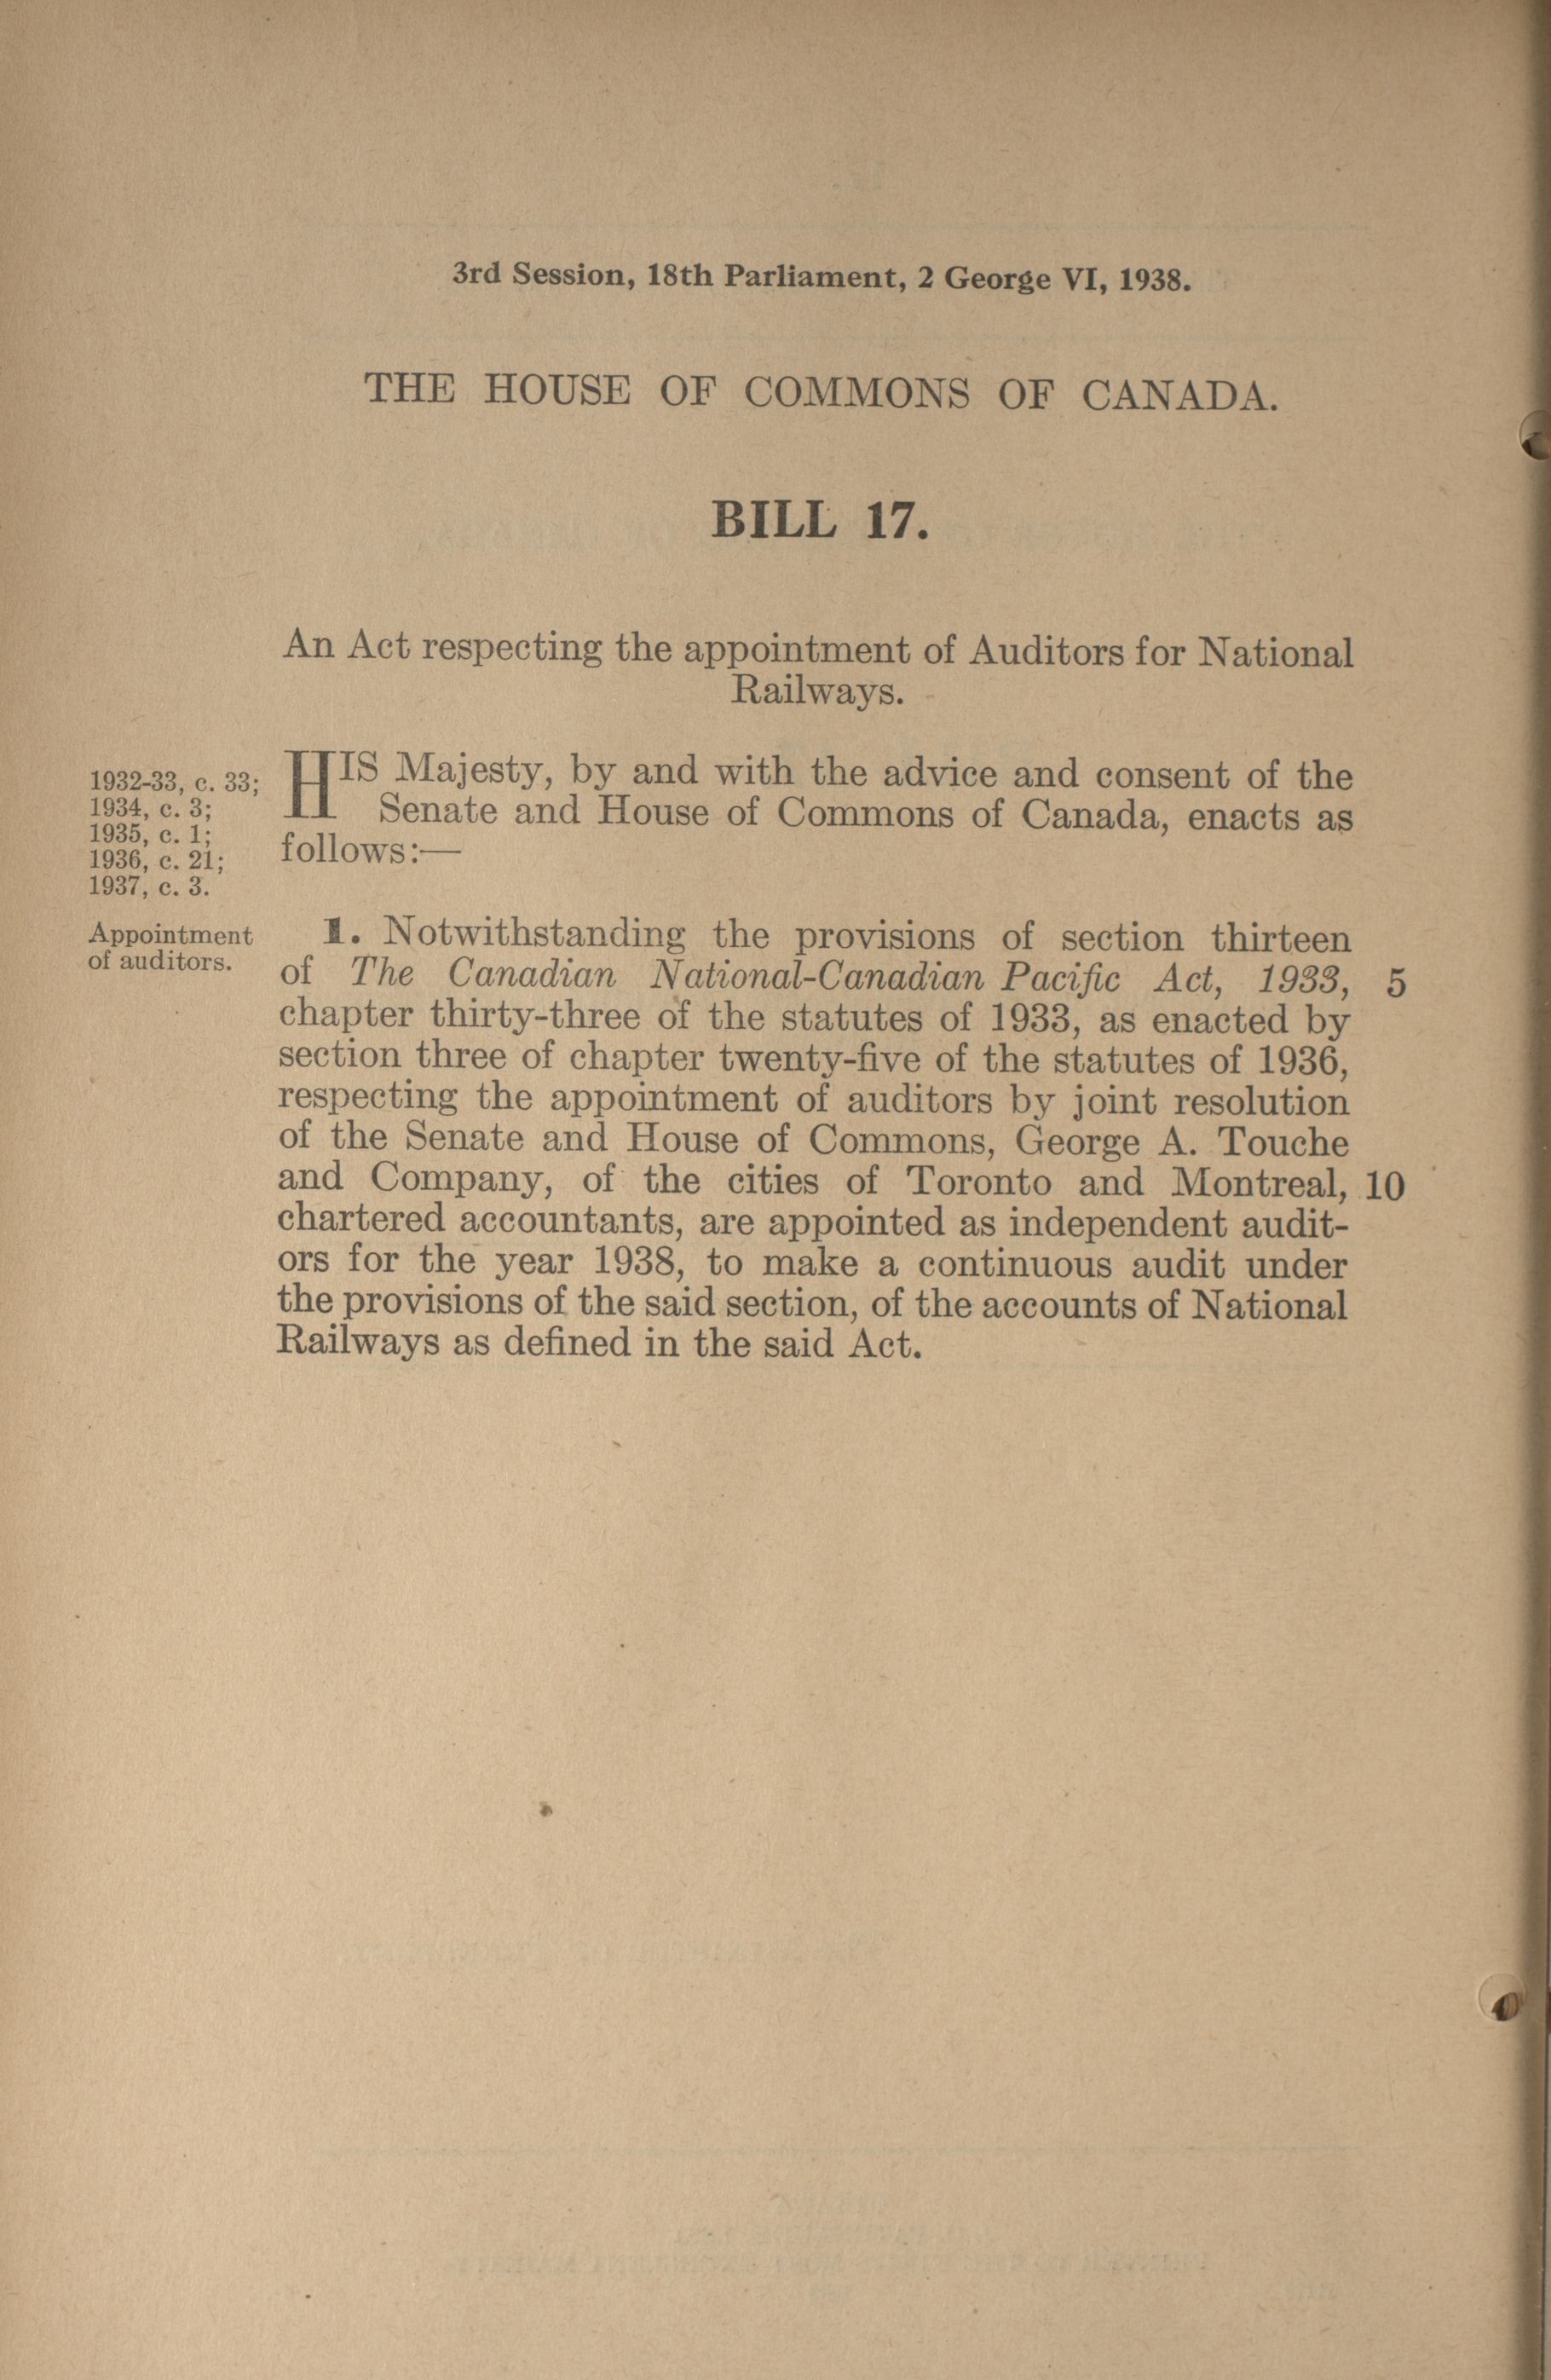 3rd Session, 18th Parliament, 2 George VI, 1938.
THE HOUSE OF COMMONS OF CANADA.
BILL 17.
An Act respecting the appointment of Auditors for National
Railways.
1932-33, c. 33;
1934, c. 3;
1935, c. 1;
1936, c. 21;
1937, c. 3.
HIS Majesty, by and with the advice and consent of the
Senate and House of Commons of Canada, enacts as
follows:—
Appointment
of auditors.
1. Notwithstanding the provisions of section thirteen
of The Canadian National-Canadian Pacific Act, 1933, 5
chapter thirty-three of the statutes of 1933, as enacted by
section three of chapter twenty-five of the statutes of 1936,
respecting the appointment of auditors by joint resolution
of the Senate and House of Commons, George A. Touche
and Company, of the cities of Toronto and Montreal, 10
chartered accountants, are appointed as independent audit-
ors for the year 1938, to make a continuous audit under
the provisions of the said section, of the accounts of National
Railways as defined in the said Act.